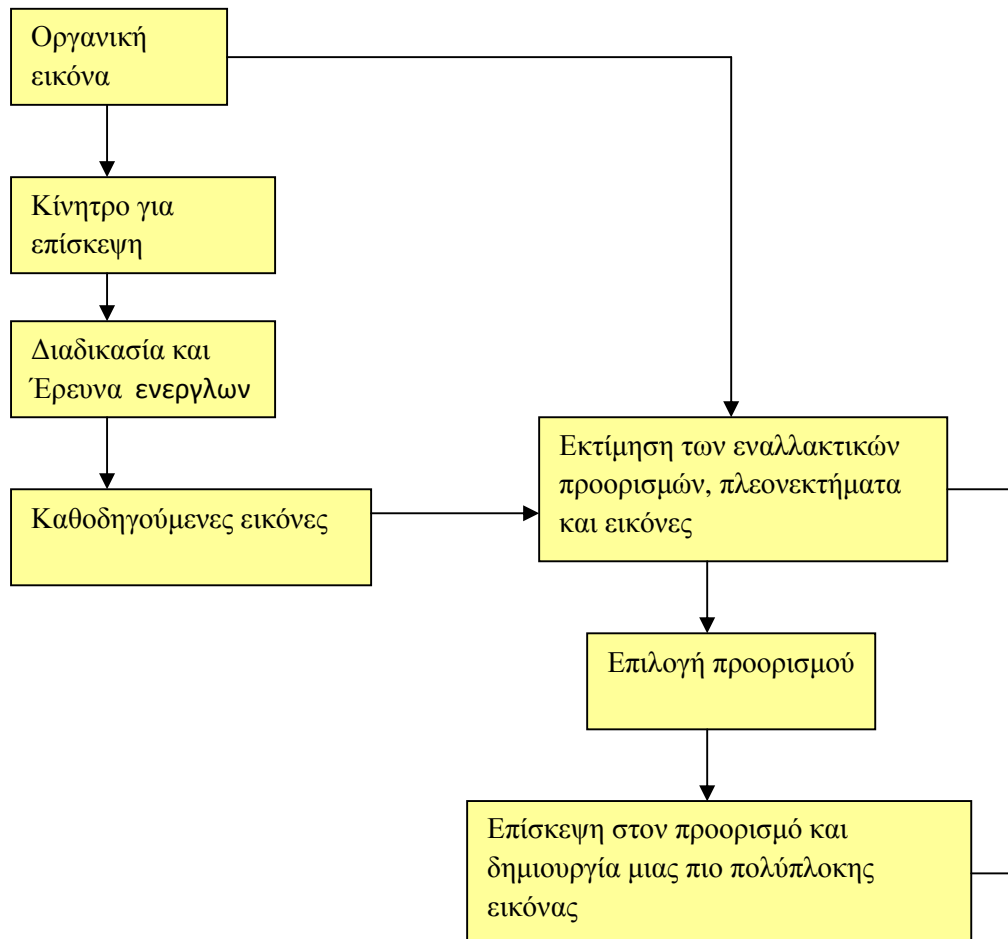 Οργανική
εικόνα
Κίνητρο για
επίσκεψη
Διαδικασία και
Έρευνα ενεργλων
Καθοδηγούμενες εικόνες
Εκτίμηση των εναλλακτικών
προορισμών, πλεονεκτήματα
και εικόνες
Επιλογή προορισμού
Επίσκεψη στον προορισμό και
δημιουργία μιας πιο πολύπλοκης
εικόνας